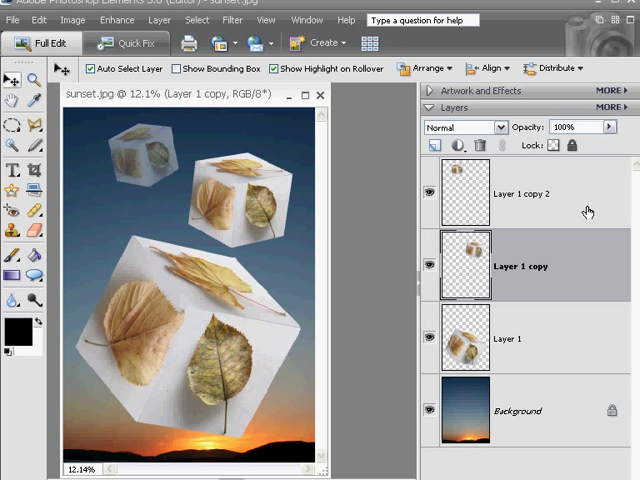 Adobe Photoshop Elements 5.0 (Editor) - sunset.jpg
File Edit Image Enhance Layer Select Filter View Window Help Type a question for help
Full Edit Quick Fix Create
Auto Select Layer Show Bounding Box Show Highlight on Rollover Arrange Align Distribute
sunset.jpg @ 12.1% (Layer 1 copy, RGB/8*)
Artwork and Effects MORE
Layers MORE
Normal Opacity: 100%
Lock:
Layer 1 copy 2
Layer 1 copy
Layer 1
Background
12.14%